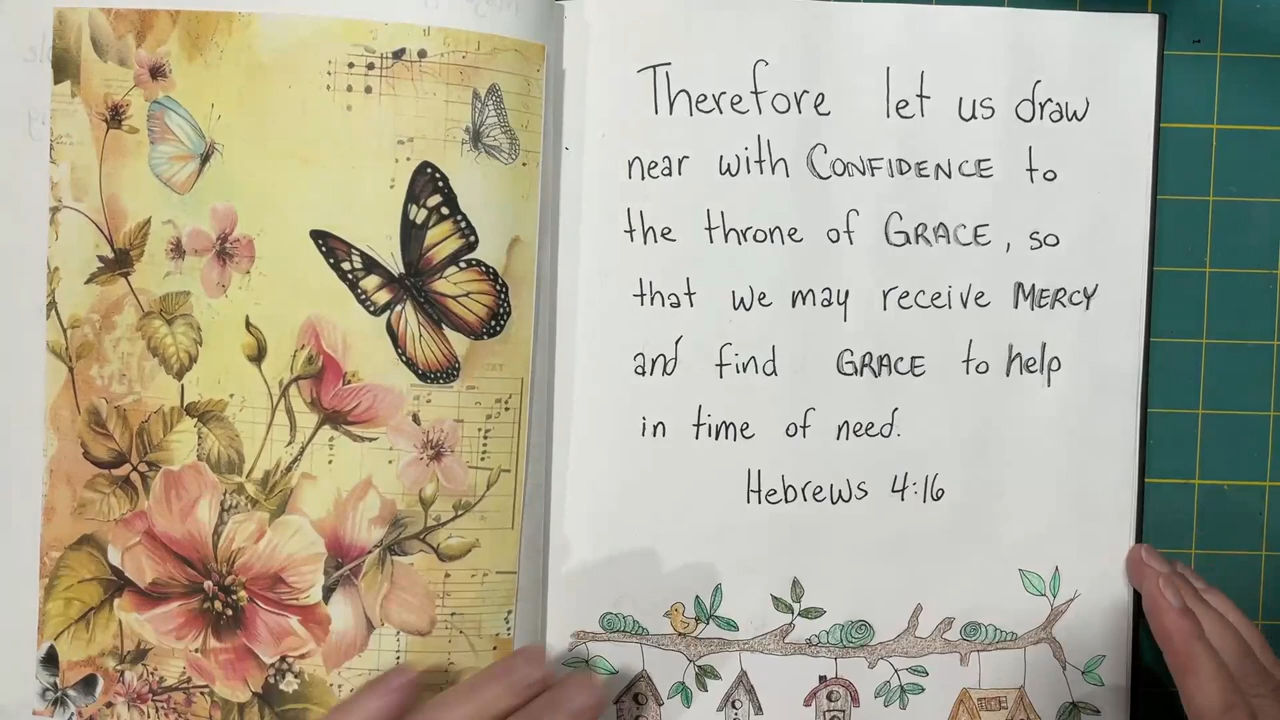 Therefore let us draw
near with CONFIDENCE to
the throne of GRACE, so
that we may receive MERCY
and find GRACE to help
in time of need.
Hebrews 4:16